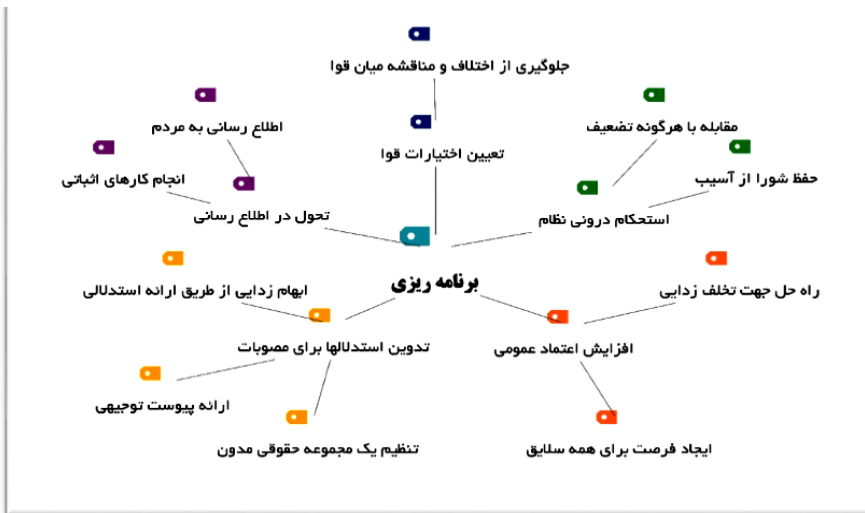 جلوگیری از اختلاف و مناقشه میان قوا
اطلاع رسانی به مردم
مقابله با هرگونه تضعیف
تعیین اختیارات قوا
انجام کارهای اثباتی
حفظ شورا از آسیب
تحول در اطلاع رسانی
استحکام درونی نظام
برنامه ریزی
ابهام زدایی از طریق ارائه استدلالی
راه حل جهت تخلف زدایی
تدوین استدلالها برای مصوبات
افزایش اعتماد عمومی
ارائه پیوست توجیهی
تنظیم یک مجموعه حقوقی مدون
ایجاد فرصت برای همه سلایق